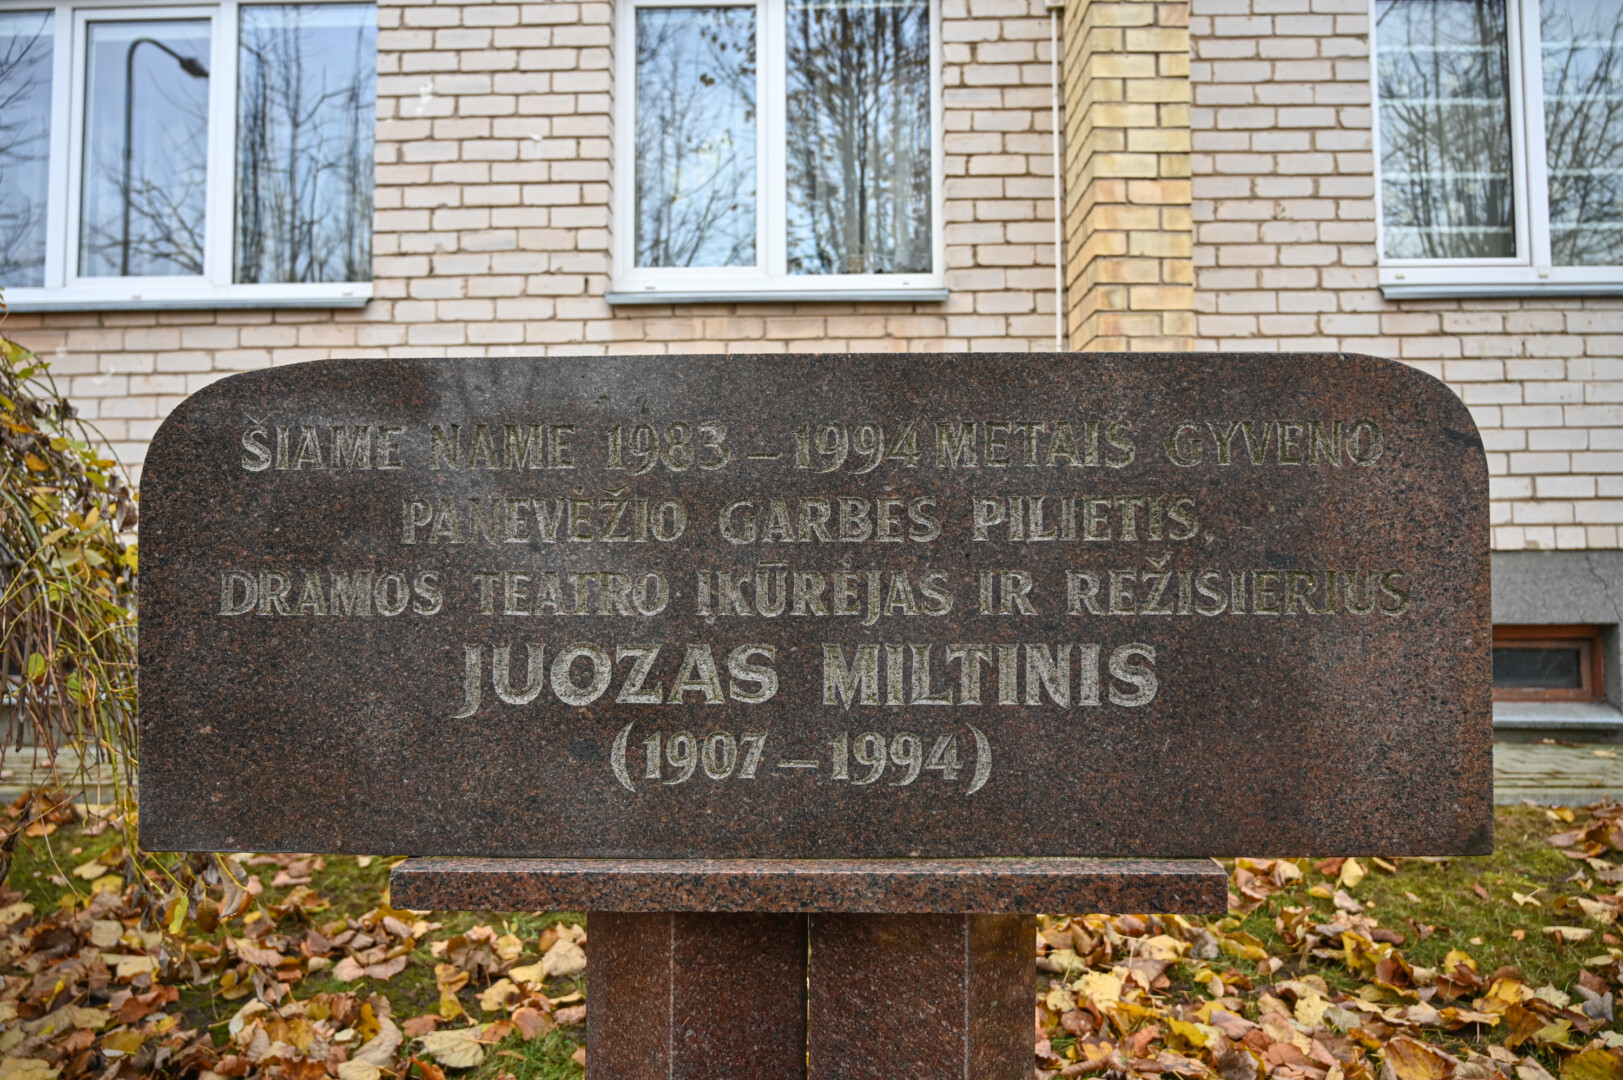 ŠIAME NAME 1983 – 1994 METAIS GYVENO
PANEVĖŽIO GARBĖS PILIETIS,
DRAMOS TEATRO ĮKŪRĖJAS IR REŽISIERIUS
JUOZAS MILTINIS
(1907 – 1994)